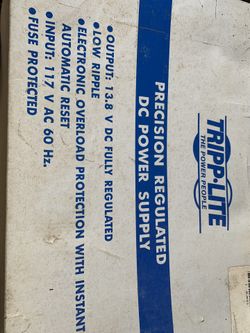 TRIPP·LITE
THE POWER PEOPLE
PRECISION REGULATED
DC POWER SUPPLY
• OUTPUT: 13.8 V DC FULLY REGULATED
• LOW RIPPLE
• ELECTRONIC OVERLOAD PROTECTION WITH INSTANT
AUTOMATIC RESET
• INPUT: 117 V AC 60 Hz.
• FUSE PROTECTED